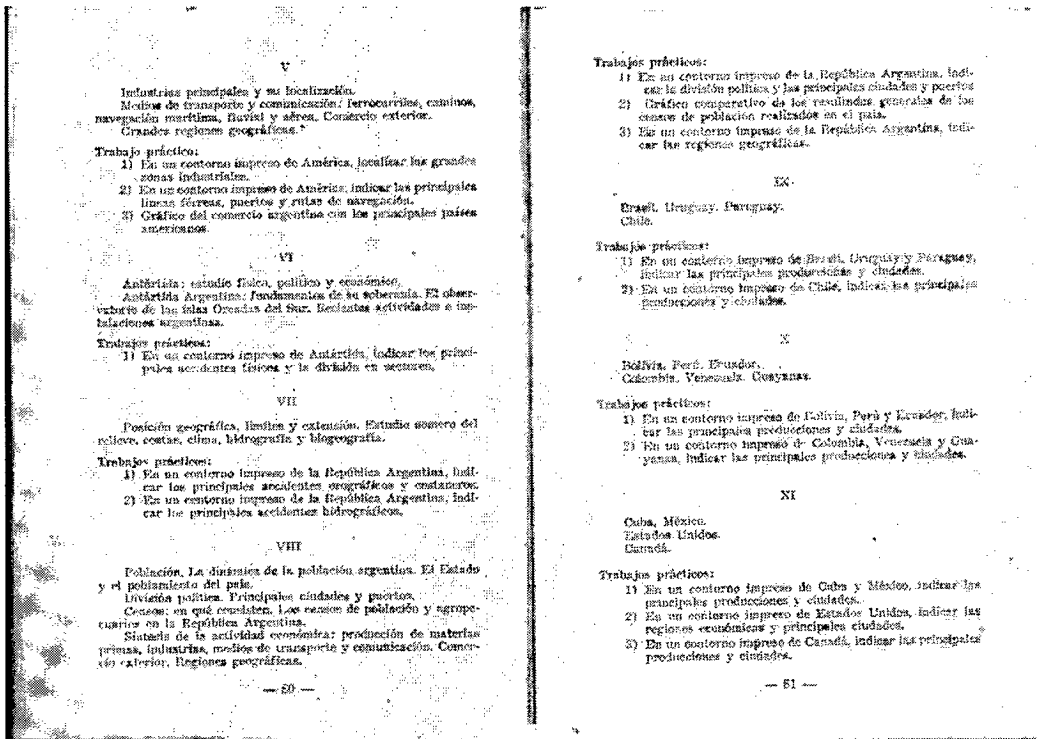 V
Industrias principales y su localización.
Medios de transporte y comunicación: ferrocarriles, caminos,
navegación marítima, fluvial y aérea. Comercio exterior.
Grandes regiones geográficas.
Trabajo práctico:
1) En un contorno impreso de América, localizar las grandes
zonas industriales.
2) En un contorno impreso de América, indicar las principales
líneas férreas, puertos y rutas de navegación.
3) Gráfico del comercio argentino con los principales países
americanos.
VI
Antártida: estudio físico, político y económico.
Antártida Argentina: fundamentos de su soberanía. El obser-
vatorio de las islas Orcadas del Sur. Recientes actividades e ins-
talaciones argentinas.
Trabajos prácticos:
1) En un contorno impreso de Antártida, indicar los princi-
pales accidentes físicos y la división en sectores.
VII
Posición geográfica, límites y extensión. Estudio somero del
relieve, costas, clima, hidrografía y biogeografía.
Trabajos prácticos:
1) En un contorno impreso de la República Argentina, indi-
car los principales accidentes orográficos y costaneros.
2) En un contorno impreso de la República Argentina, indi-
car los principales accidentes hidrográficos.
VIII
Población. La dinámica de la población argentina. El Estado
y el poblamiento del país.
División política. Principales ciudades y puertos.
Censos: en qué consisten. Los censos de población y agrope-
cuarios en la República Argentina.
Síntesis de la actividad económica: producción de materias
primas, industrias, medios de transporte y comunicación. Comer-
cio exterior. Regiones geográficas.
— 60 —
Trabajos prácticos:
1) En un contorno impreso de la República Argentina, indi-
car la división política y las principales ciudades y puertos
2) Gráfico comparativo de los resultados generales de los
censos de población realizados en el país.
3) En un contorno impreso de la República Argentina, indi-
car las regiones geográficas.
IX
Brasil. Uruguay. Paraguay.
Chile.
Trabajos prácticos:
1) En un contorno impreso de Brasil, Uruguay y Paraguay,
indicar las principales producciones y ciudades.
2) En un contorno impreso de Chile, indicar las principales
producciones y ciudades.
X
Bolivia. Perú. Ecuador.
Colombia. Venezuela. Guayanas.
Trabajos prácticos:
1) En un contorno impreso de Bolivia, Perú y Ecuador, indi-
car las principales producciones y ciudades.
2) En un contorno impreso de Colombia, Venezuela y Gua-
yanas, indicar las principales producciones y ciudades.
XI
Cuba, México.
Estados Unidos.
Canadá.
Trabajos prácticos:
1) En un contorno impreso de Cuba y México, indicar las
principales producciones y ciudades.
2) En un contorno impreso de Estados Unidos, indicar las
regiones económicas y principales ciudades.
3) En un contorno impreso de Canadá, indicar las principales
producciones y ciudades.
— 61 —